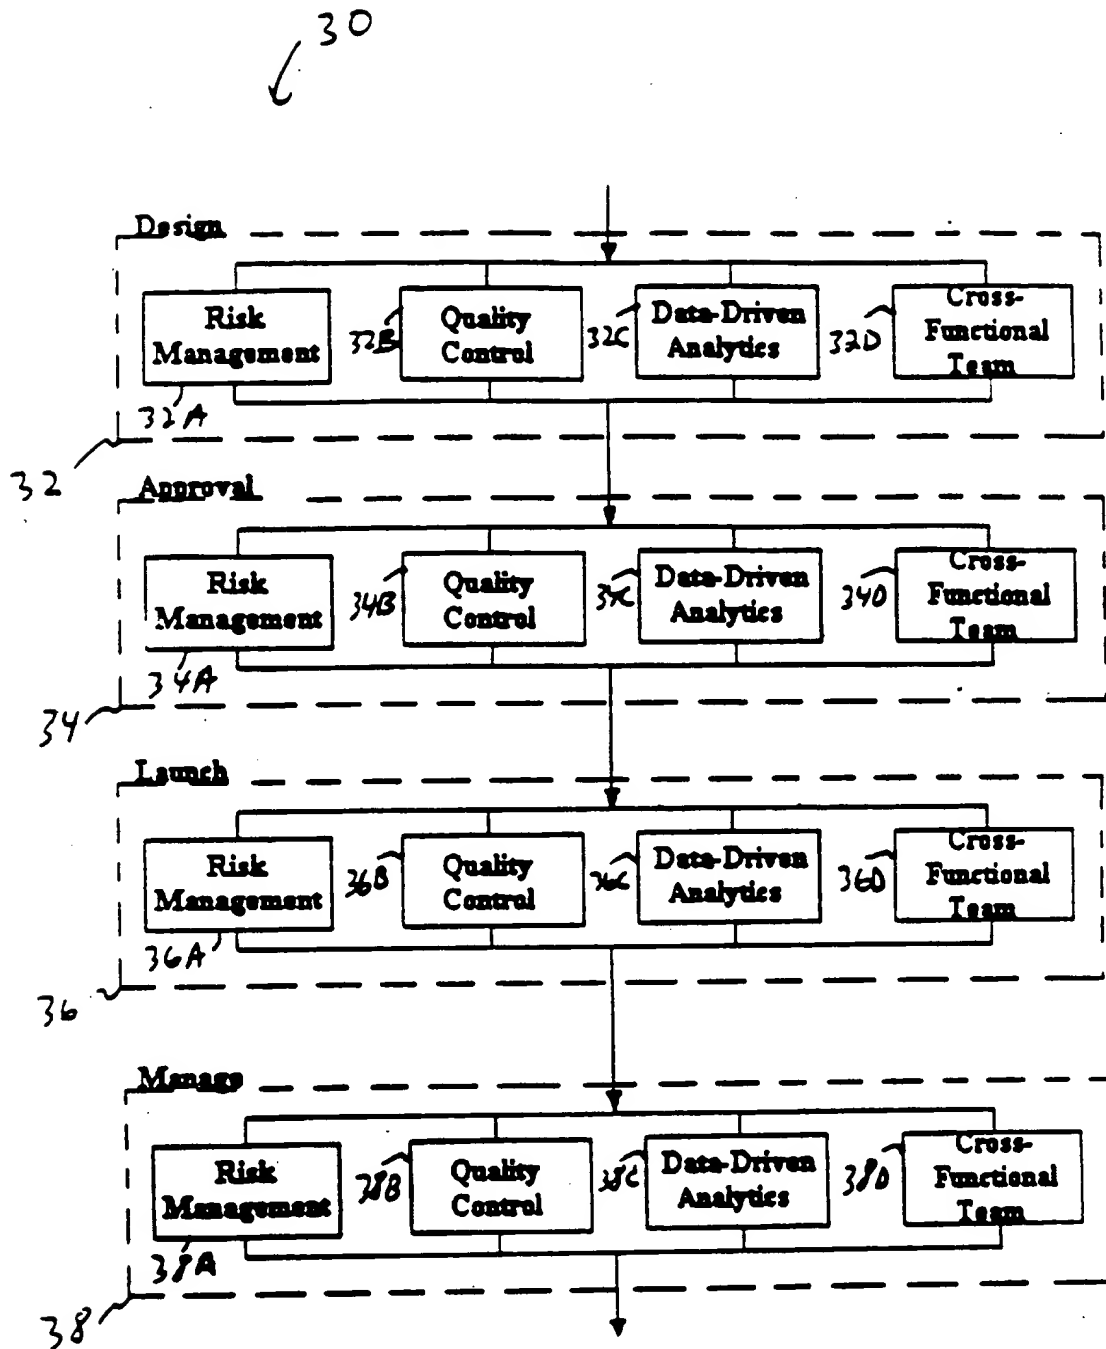 30
Design
Risk
Management
32A
32B
Quality
Control
32C
Data-Driven
Analytics
32D
Cross-
Functional
Team
32
Approval
Risk
Management
34A
34B
Quality
Control
34C
Data-Driven
Analytics
34D
Cross-
Functional
Team
34
Launch
Risk
Management
36A
36B
Quality
Control
36C
Data-Driven
Analytics
36D
Cross-
Functional
Team
36
Manage
Risk
Management
38A
38B
Quality
Control
38C
Data-Driven
Analytics
38D
Cross-
Functional
Team
38